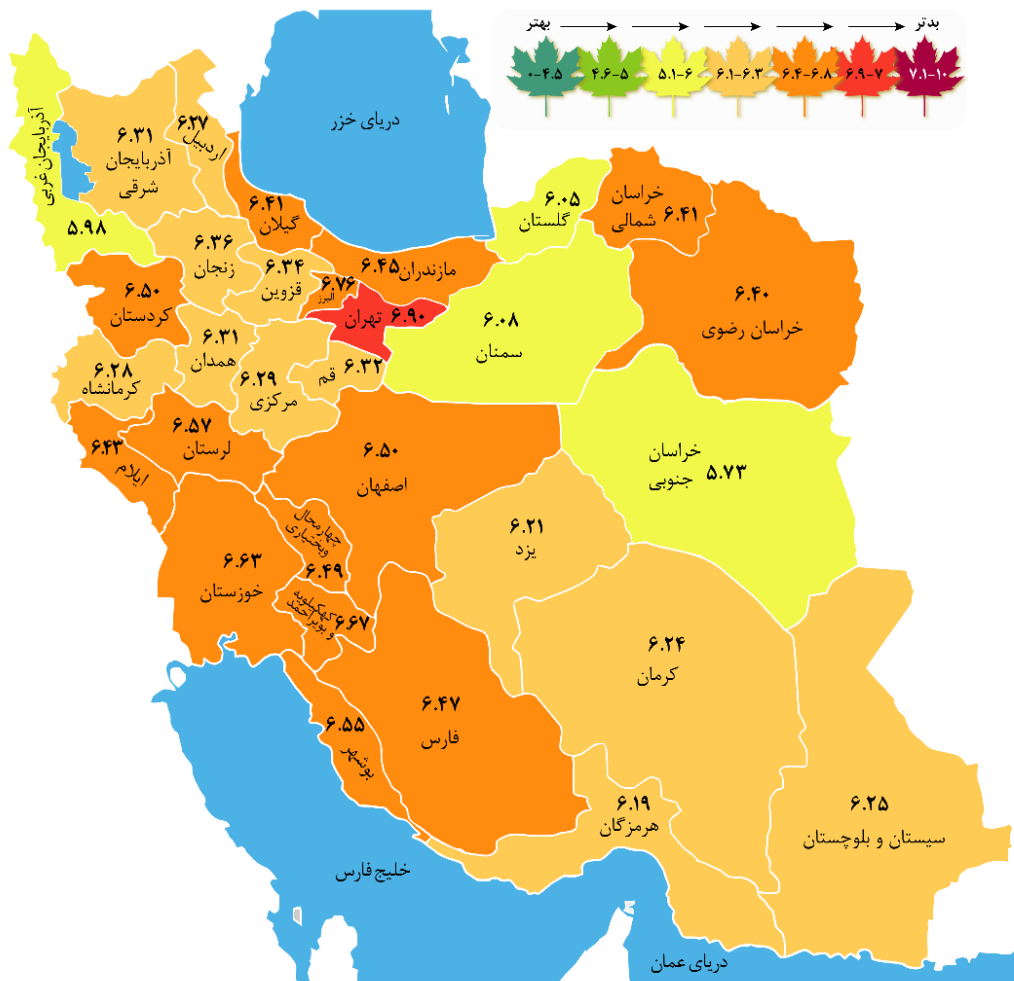 بهتر
بدتر
۰-۴.۵
۴.۶-۵
۵.۱-۶
۶.۱-۶.۳
۶.۴-۶.۸
۶.۹-۷
۷.۱-۱۰
دریای خزر
آذربایجان غربی
۵.۹۸
۶.۳۱
آذربایجان
شرقی
۶.۲۷
اردبیل
۶.۴۱
گیلان
۶.۳۶
زنجان
۶.۳۴
قزوین
۶.۷۶
البرز
۶.۴۵ مازندران
تهران ۶.۹۰
۶.۰۵
گلستان
خراسان
شمالی ۶.۴۱
۶.۴۰
خراسان رضوی
۶.۰۸
سمنان
۶.۵۰
کردستان
۶.۳۱
همدان
۶.۲۸
کرمانشاه
۶.۲۹
مرکزی
قم ۶.۳۲
۶.۵۷
لرستان
۶.۴۳
ایلام
۶.۵۰
اصفهان
خراسان
جنوبی ۵.۷۳
۶.۲۱
یزد
چهارمحال
وبختیاری
۶.۴۹
۶.۶۳
خوزستان
کهکیلویه
و بویراحمد
۶.۶۷
۶.۲۴
کرمان
۶.۴۷
فارس
۶.۵۵
بوشهر
۶.۱۹
هرمزگان
۶.۲۵
سیستان و بلوچستان
خلیج فارس
دریای عمان